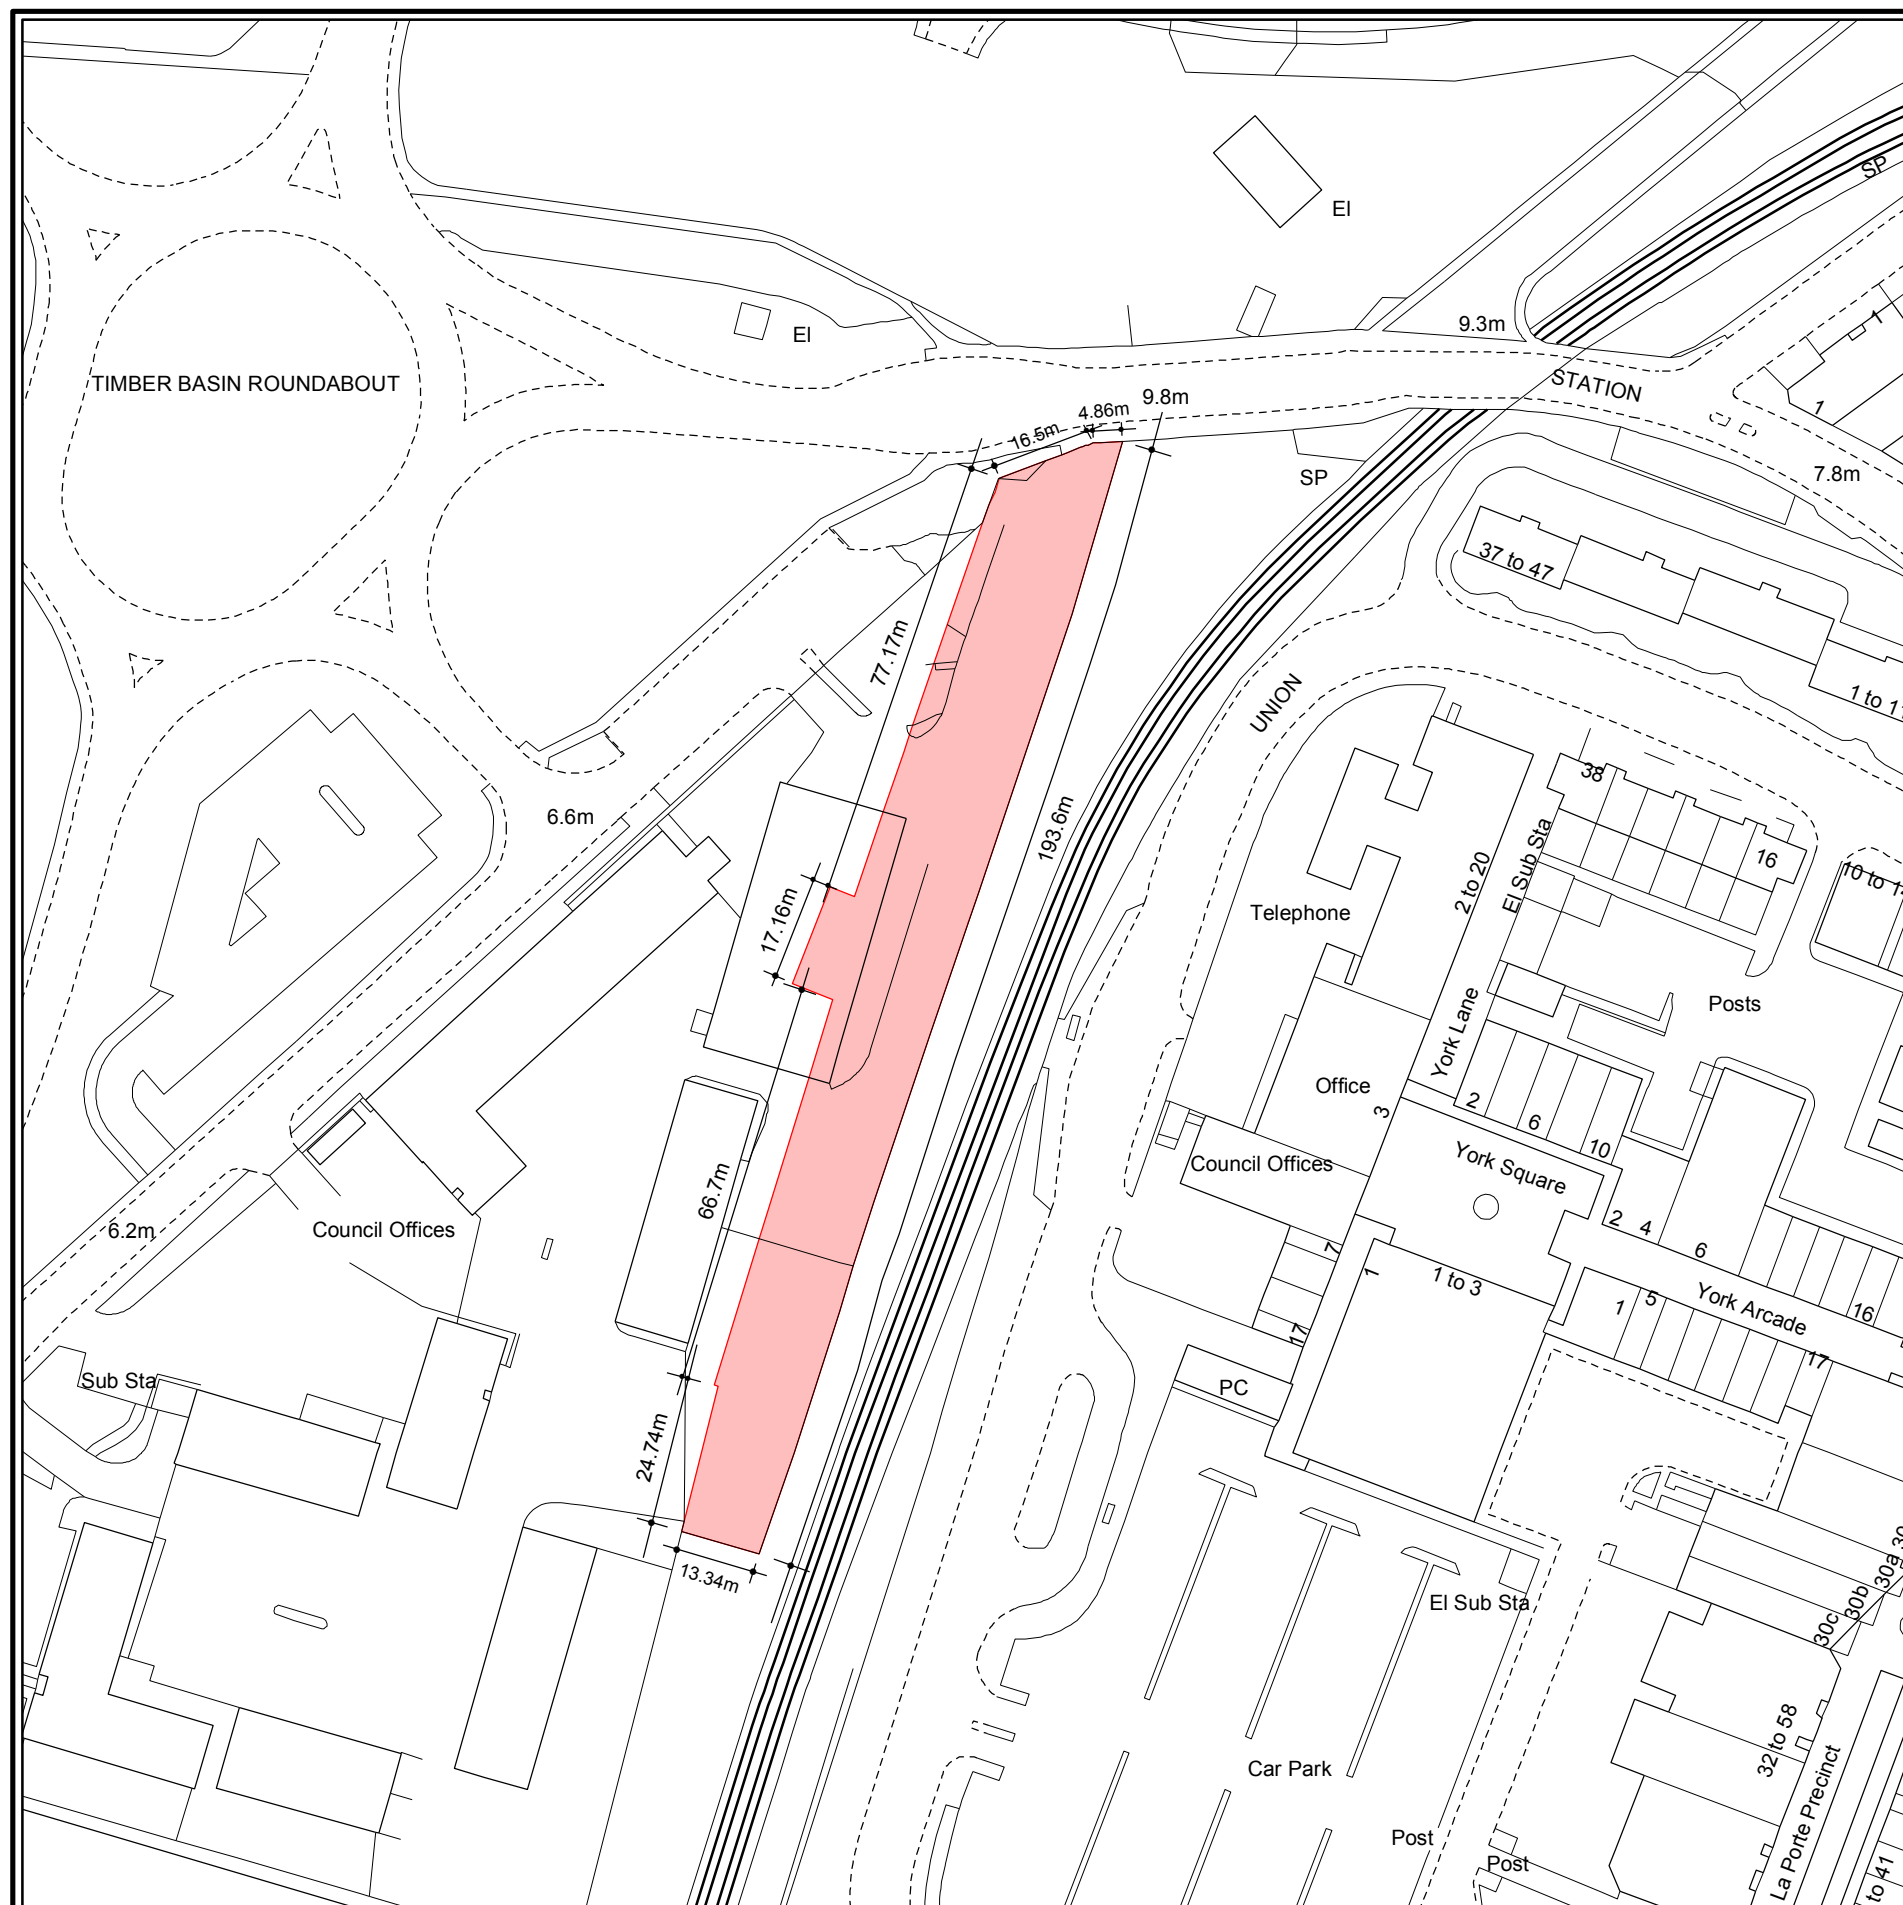 SP
El
9.3m
1
El
TIMBER BASIN ROUNDABOUT
STATION
9.8m
4.86m
1
16.5m
7.8m
SP
37 to 47
77.17m
1 to 1
UNION
38
6.6m
193.6m
El Sub Sta
16
2 to 20
10 to 1
17.16m
Telephone
Posts
York Lane
Office
3
2
6
10
York Square
Council Offices
66.7m
2
4
6
6.2m
Council Offices
7
1
1 to 3
York Arcade
1
5
16
17
17
Sub Sta
PC
24.74m
13.34m
30
30a
30b
30c
El Sub Sta
32 to 58
Car Park
La Porte Precinct
Post
Post
to 41